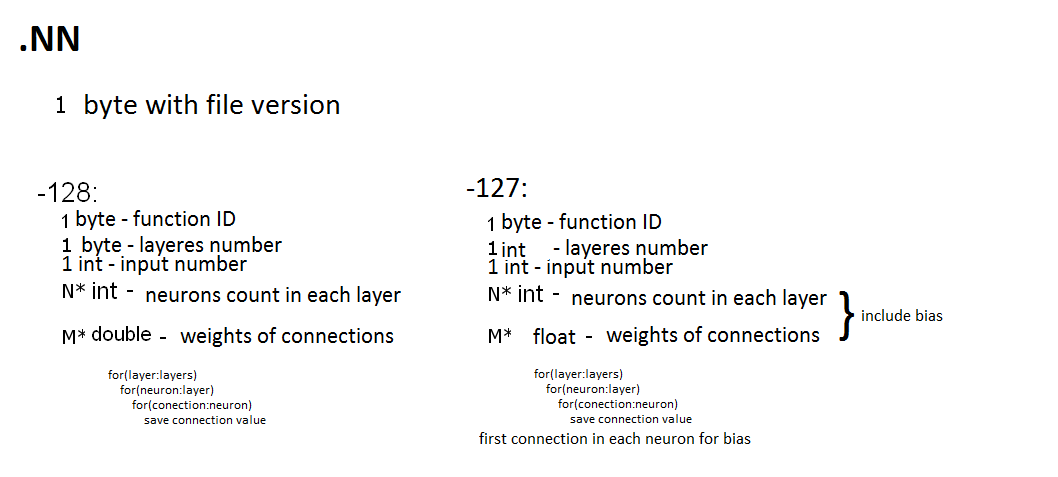 .NN
1 byte with file version
-128:
1 byte - function ID
1 byte - layeres number
1 int - input number
N* int - neurons count in each layer
M* double - weights of connections
for(layer:layers)
for(neuron:layer)
for(conection:neuron)
save connection value
-127:
1 byte - function ID
1 int - layeres number
1 int - input number
N* int - neurons count in each layer
M* float - weights of connections
} include bias
for(layer:layers)
for(neuron:layer)
for(conection:neuron)
save connection value
first connection in each neuron for bias